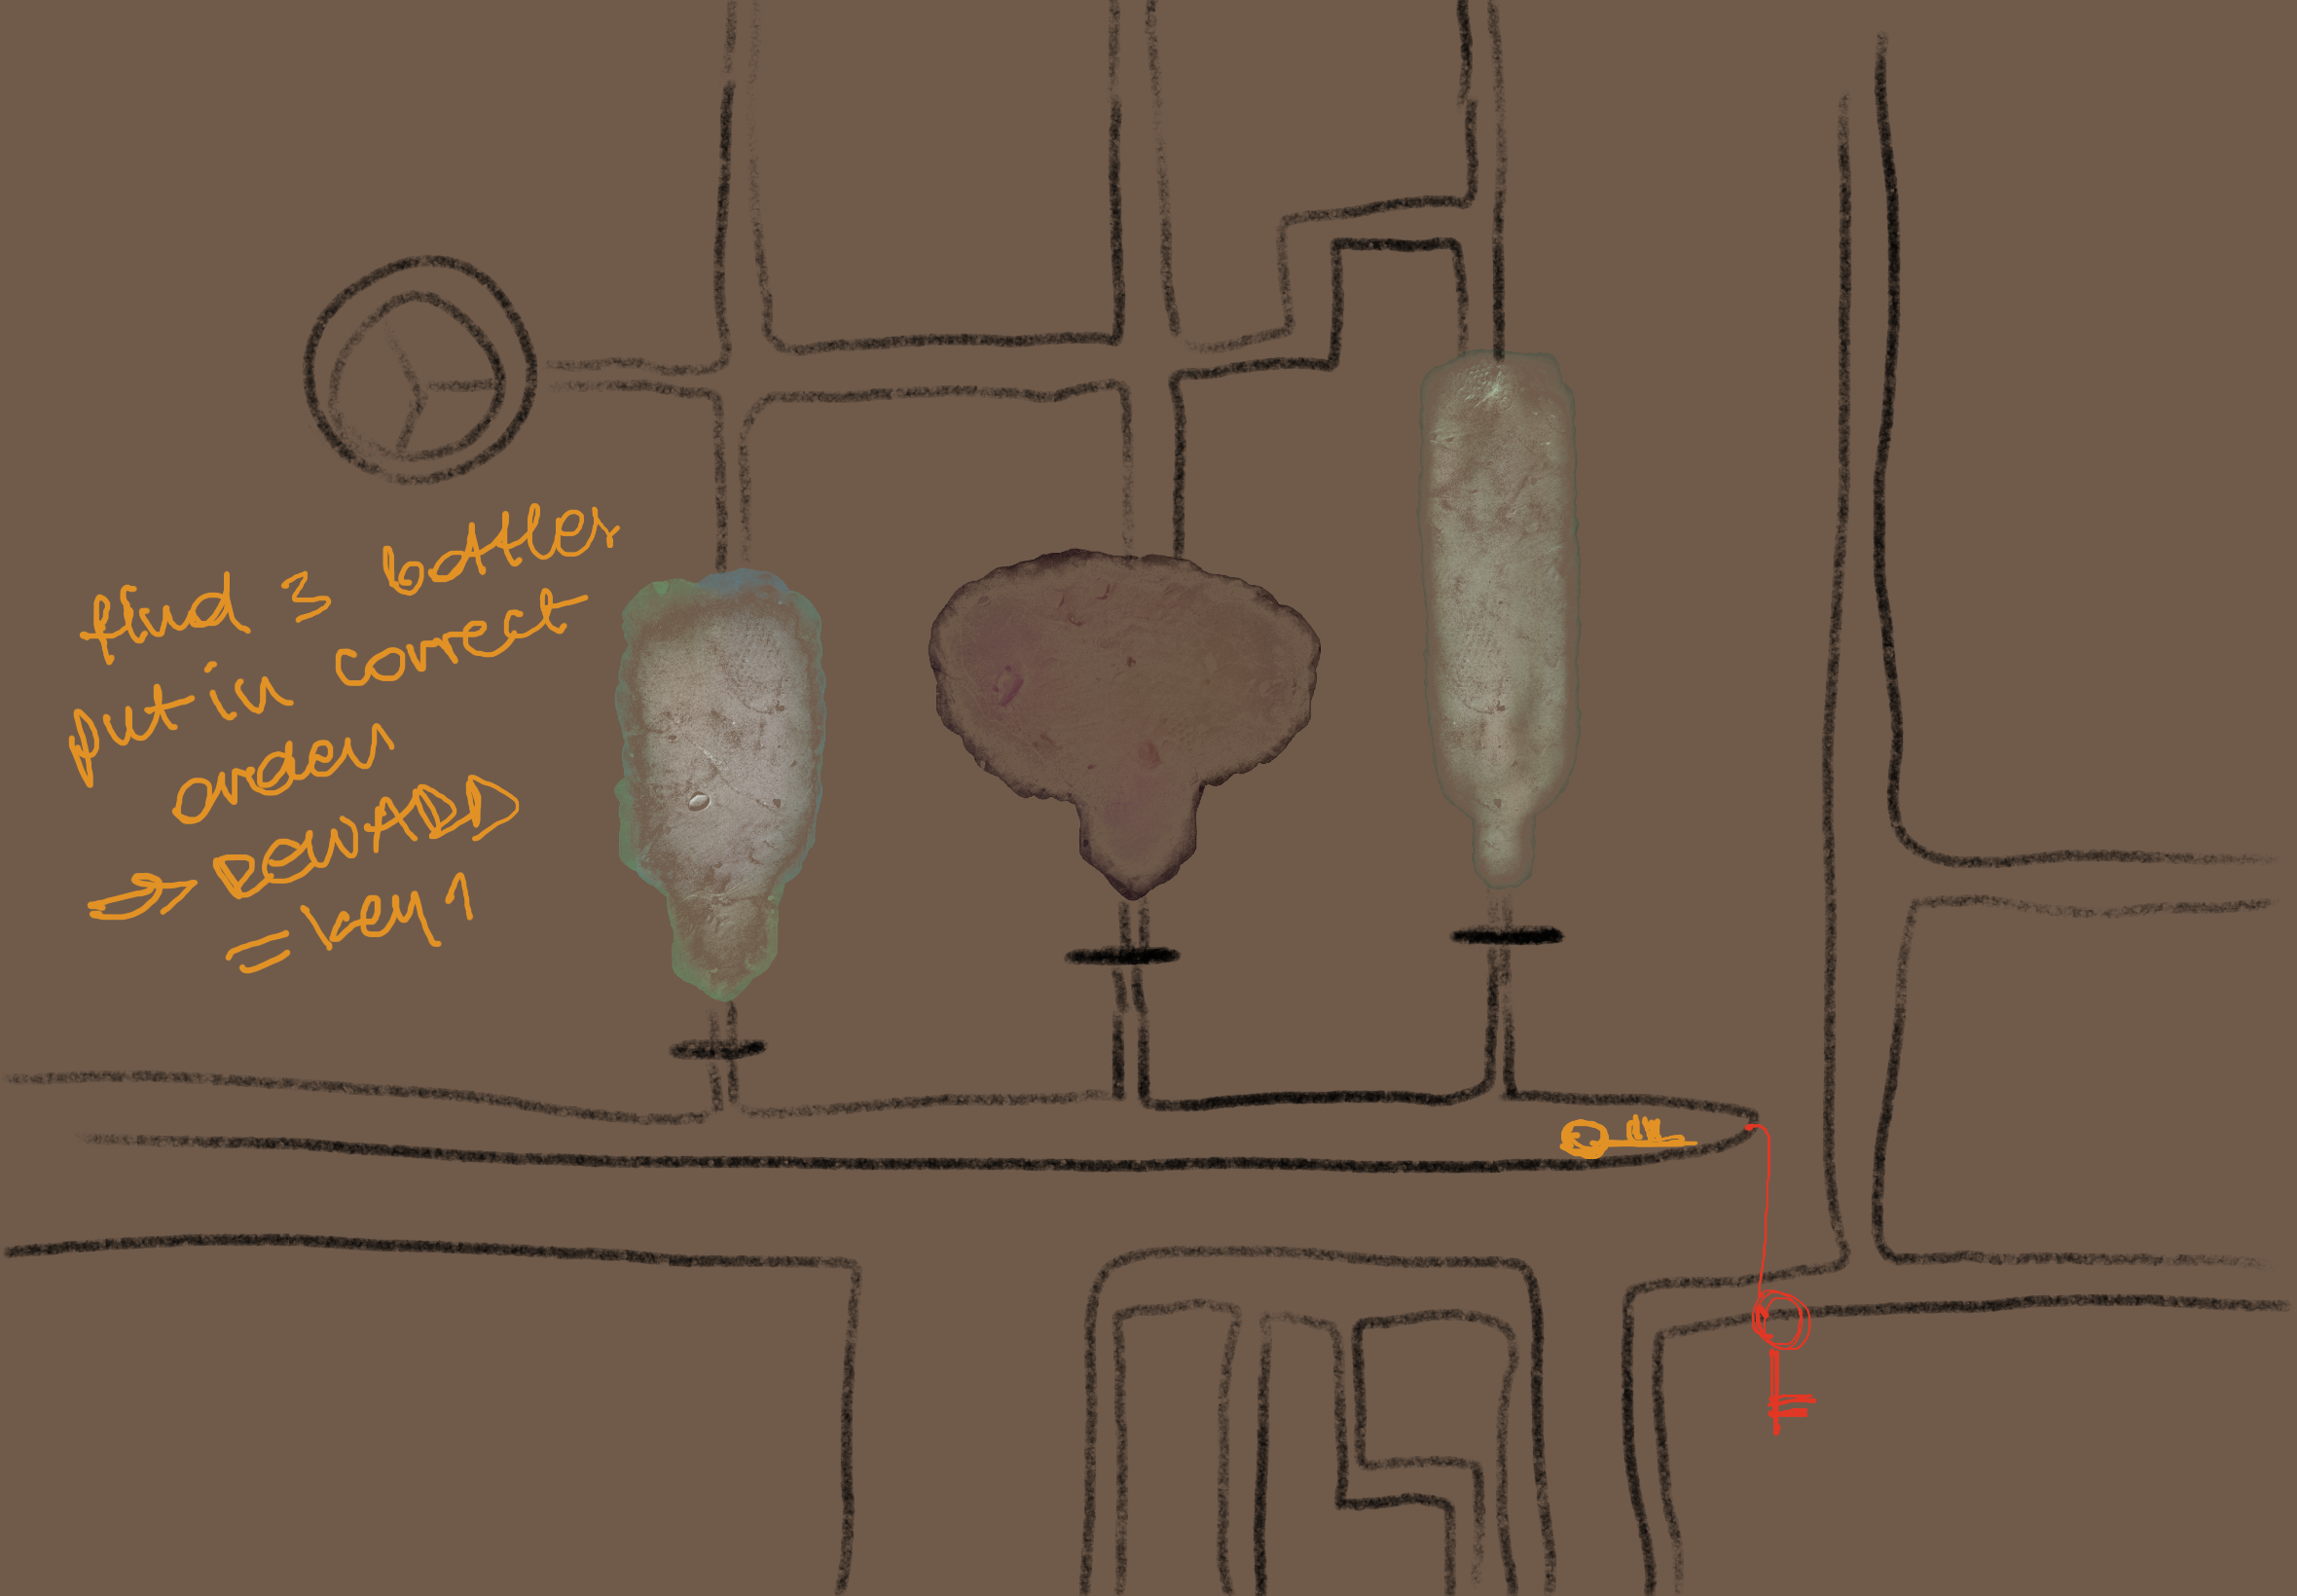 find 3 bottles
put in correct
order
→ REWARD
= key 1